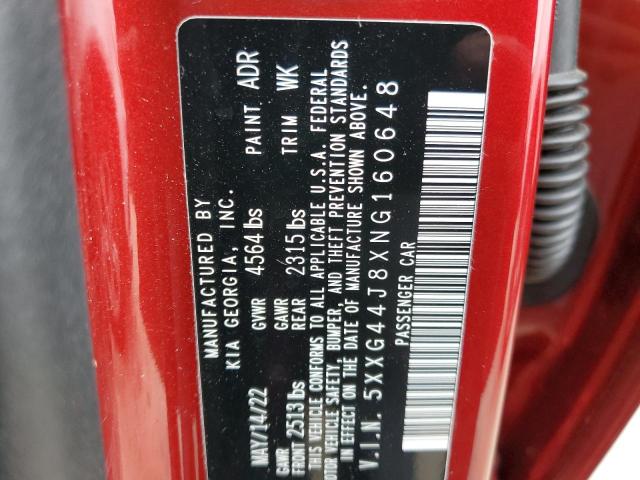 MANUFACTURED BY
KIA GEORGIA, INC.
PAINT ADR
MAY/14/22 GVWR 4564 lbs TRIM WK
GAWR FRONT 2513 lbs GAWR REAR 2315 lbs
THIS VEHICLE CONFORMS TO ALL APPLICABLE U.S.A. FEDERAL
MOTOR VEHICLE SAFETY, BUMPER, AND THEFT PREVENTION STANDARDS
IN EFFECT ON THE DATE OF MANUFACTURE SHOWN ABOVE.
V.I.N. 5XXG44J8XNG160648
PASSENGER CAR